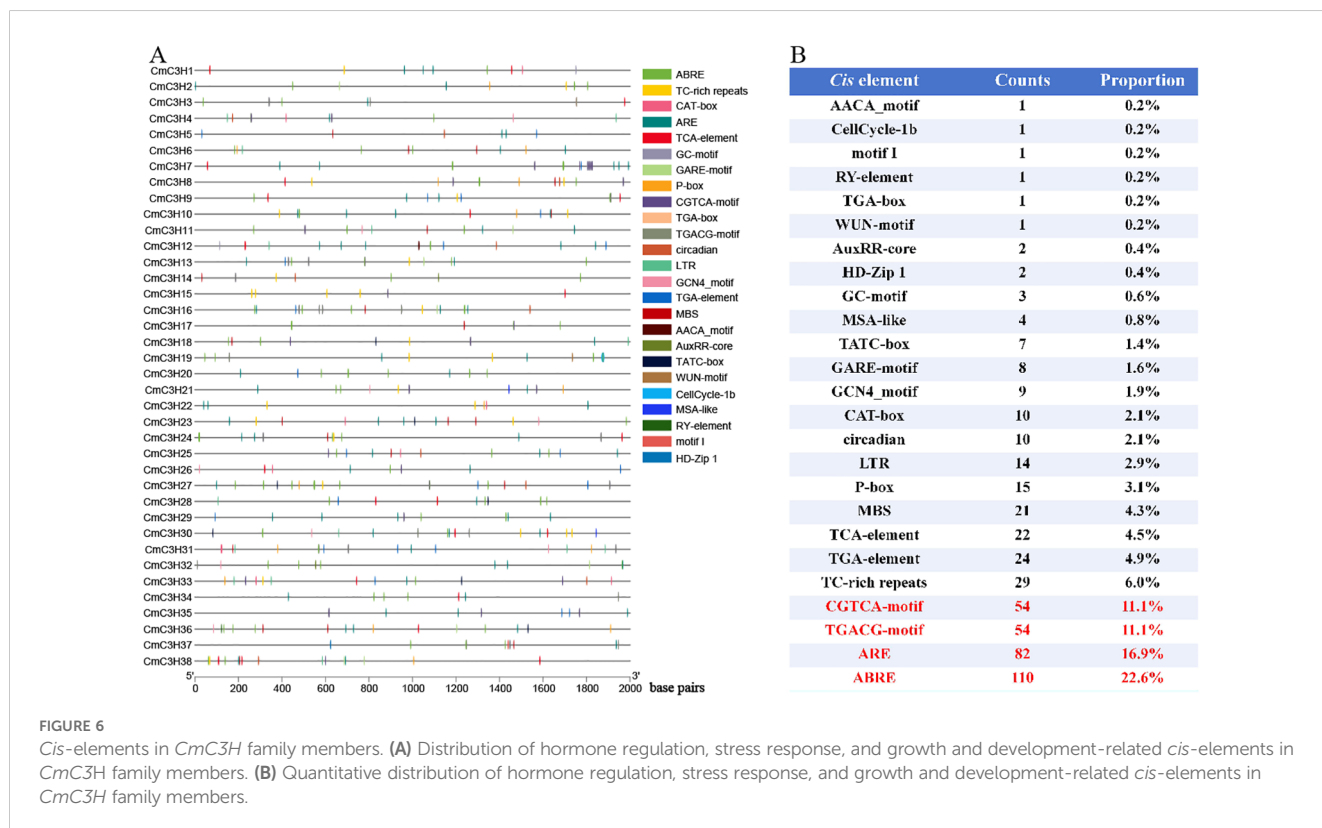 A
CmC3H1
CmC3H2
CmC3H3
CmC3H4
CmC3H5
CmC3H6
CmC3H7
CmC3H8
CmC3H9
CmC3H10
CmC3H11
CmC3H12
CmC3H13
CmC3H14
CmC3H15
CmC3H16
CmC3H17
CmC3H18
CmC3H19
CmC3H20
CmC3H21
CmC3H22
CmC3H23
CmC3H24
CmC3H25
CmC3H26
CmC3H27
CmC3H28
CmC3H29
CmC3H30
CmC3H31
CmC3H32
CmC3H33
CmC3H34
CmC3H35
CmC3H36
CmC3H37
CmC3H38
5' 3'
0 200 400 600 800 1000 1200 1400 1600 1800 2000 base pairs
ABRE
TC-rich repeats
CAT-box
ARE
TCA-element
GC-motif
GARE-motif
P-box
CGTCA-motif
TGA-box
TGACG-motif
circadian
LTR
GCN4_motif
TGA-element
MBS
AACA_motif
AuxRR-core
TATC-box
WUN-motif
CellCycle-1b
MSA-like
RY-element
motif I
HD-Zip 1
B
Cis element Counts Proportion
AACA_motif 1 0.2%
CellCycle-1b 1 0.2%
motif I 1 0.2%
RY-element 1 0.2%
TGA-box 1 0.2%
WUN-motif 1 0.2%
AuxRR-core 2 0.4%
HD-Zip 1 2 0.4%
GC-motif 3 0.6%
MSA-like 4 0.8%
TATC-box 7 1.4%
GARE-motif 8 1.6%
GCN4_motif 9 1.9%
CAT-box 10 2.1%
circadian 10 2.1%
LTR 14 2.9%
P-box 15 3.1%
MBS 21 4.3%
TCA-element 22 4.5%
TGA-element 24 4.9%
TC-rich repeats 29 6.0%
CGTCA-motif 54 11.1%
TGACG-motif 54 11.1%
ARE 82 16.9%
ABRE 110 22.6%
FIGURE 6
Cis-elements in CmC3H family members. (A) Distribution of hormone regulation, stress response, and growth and development-related cis-elements in
CmC3H family members. (B) Quantitative distribution of hormone regulation, stress response, and growth and development-related cis-elements in
CmC3H family members.